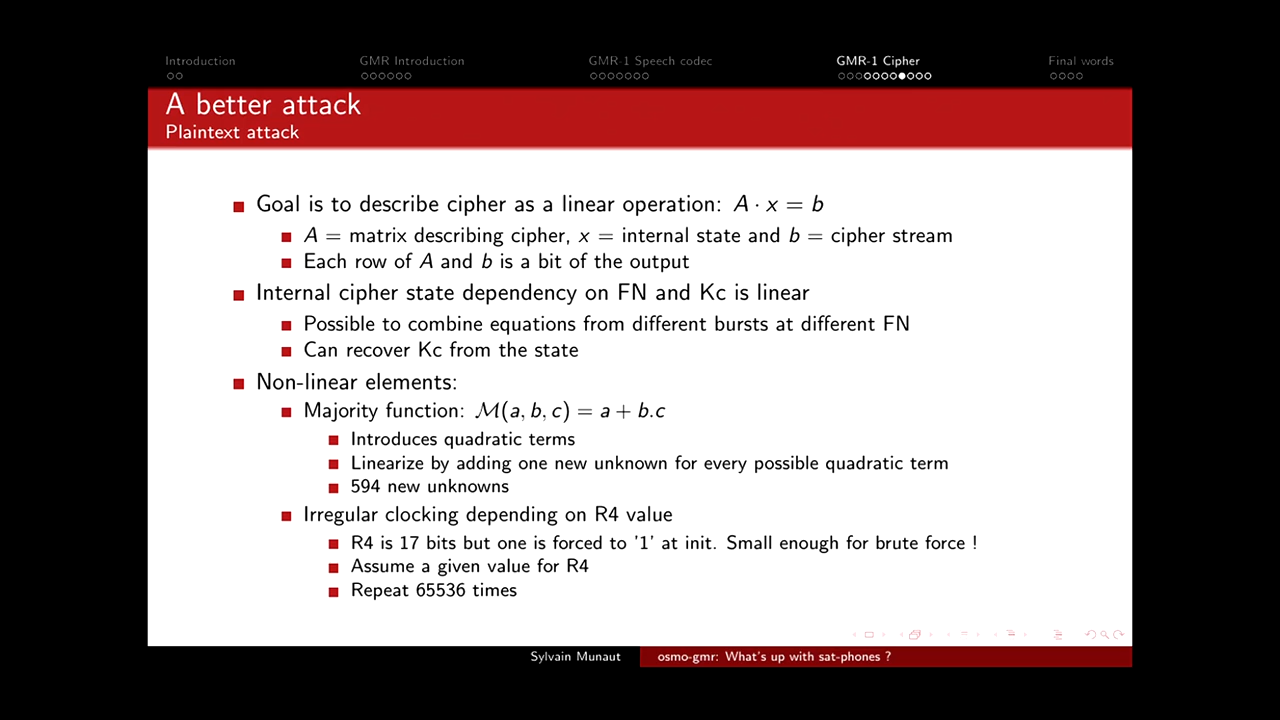 Introduction
GMR Introduction
GMR-1 Speech codec
GMR-1 Cipher
Final words
A better attack
Plaintext attack
Goal is to describe cipher as a linear operation: A · x = b
A = matrix describing cipher, x = internal state and b = cipher stream
Each row of A and b is a bit of the output
Internal cipher state dependency on FN and Kc is linear
Possible to combine equations from different bursts at different FN
Can recover Kc from the state
Non-linear elements:
Majority function: ℳ(a, b, c) = a + b.c
Introduces quadratic terms
Linearize by adding one new unknown for every possible quadratic term
594 new unknowns
Irregular clocking depending on R4 value
R4 is 17 bits but one is forced to '1' at init. Small enough for brute force !
Assume a given value for R4
Repeat 65536 times
Sylvain Munaut
osmo-gmr: What's up with sat-phones ?